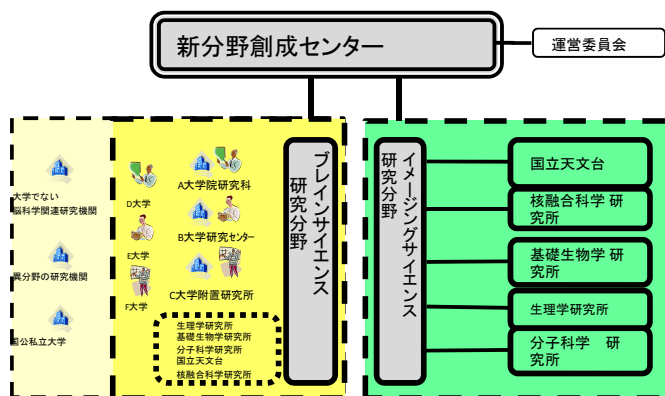 新分野創成センター
運営委員会
大学でない
脳科学関連研究機関
異分野の研究機関
国公私立大学
D大学
E大学
F大学
A大学院研究科
B大学研究センター
C大学附置研究所
生理学研究所
基礎生物学研究所
分子科学研究所
国立天文台
核融合科学研究所
ブレインサイエンス
研究分野
イメージングサイエンス
研究分野
国立天文台
核融合科学 研
究所
基礎生物学 研
究所
生理学研究所
分子科学 研
究所